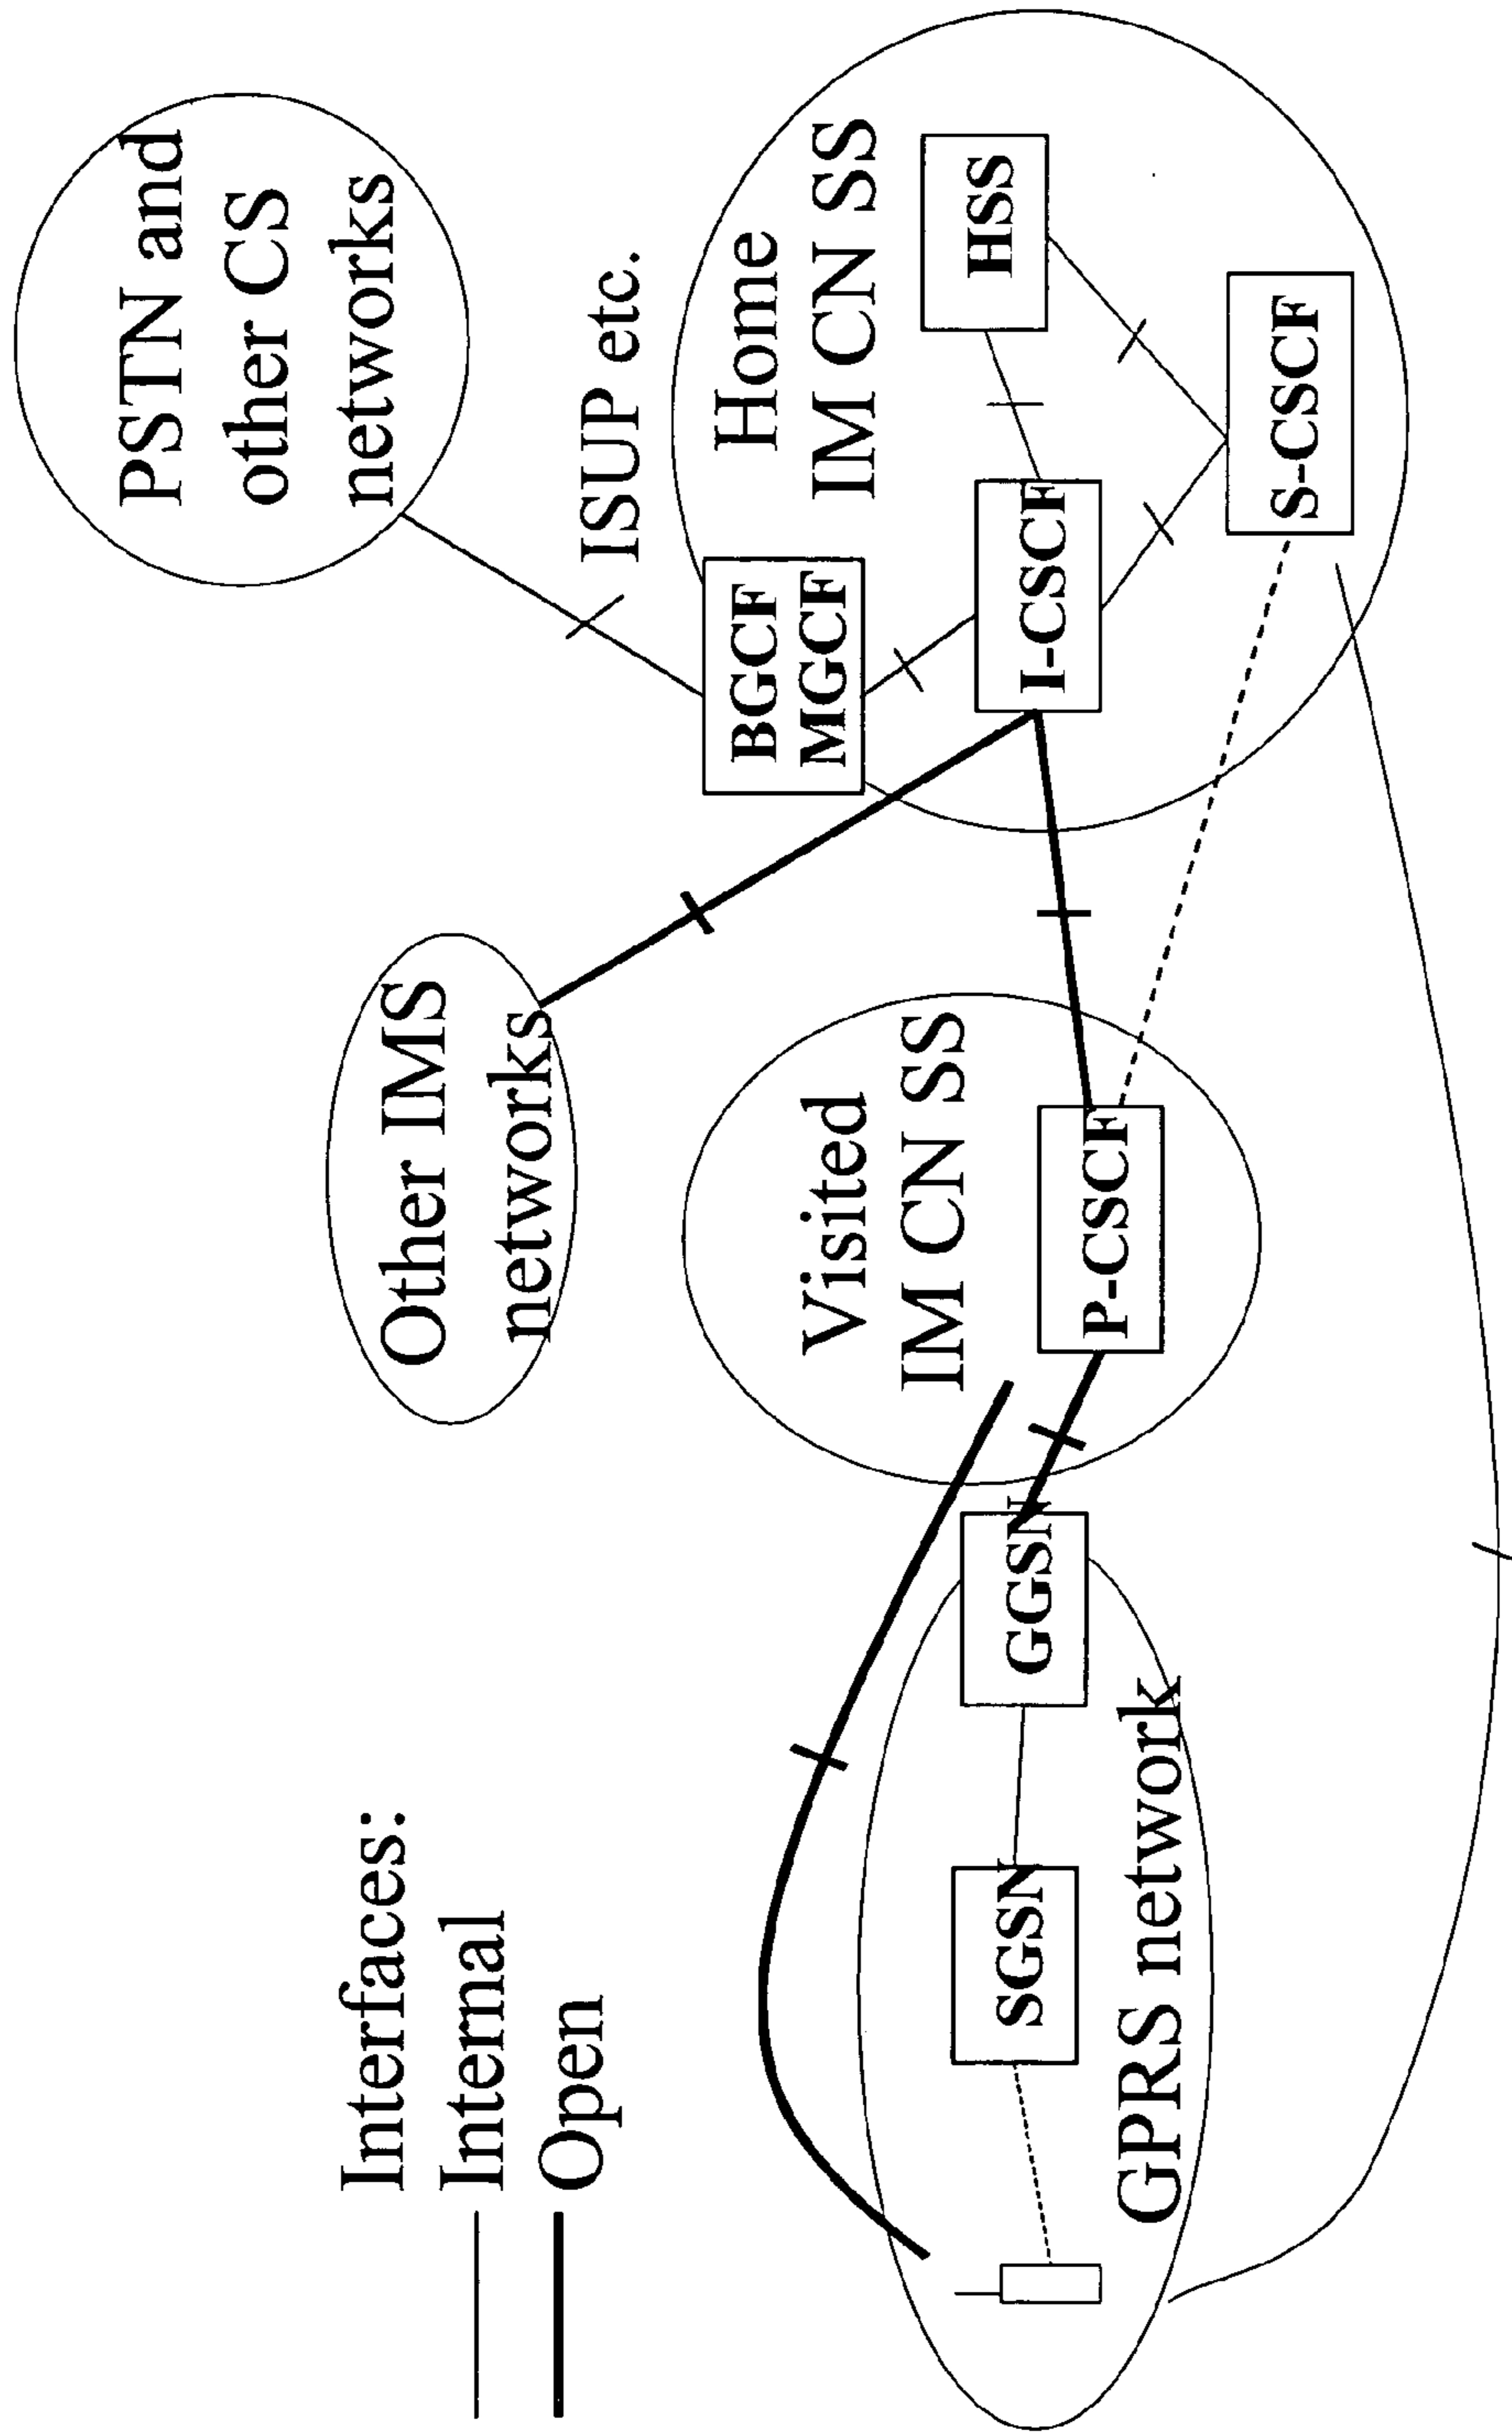 Interfaces:
Internal
Open
Other IMS
networks
PSTN and
other CS
networks
ISUP etc.
BGCF
MGCF
Home
IM CN SS
HSS
I-CSCF
S-CSCF
Visited
IM CN SS
P-CSCF
GGSN
SGSN
GPRS network